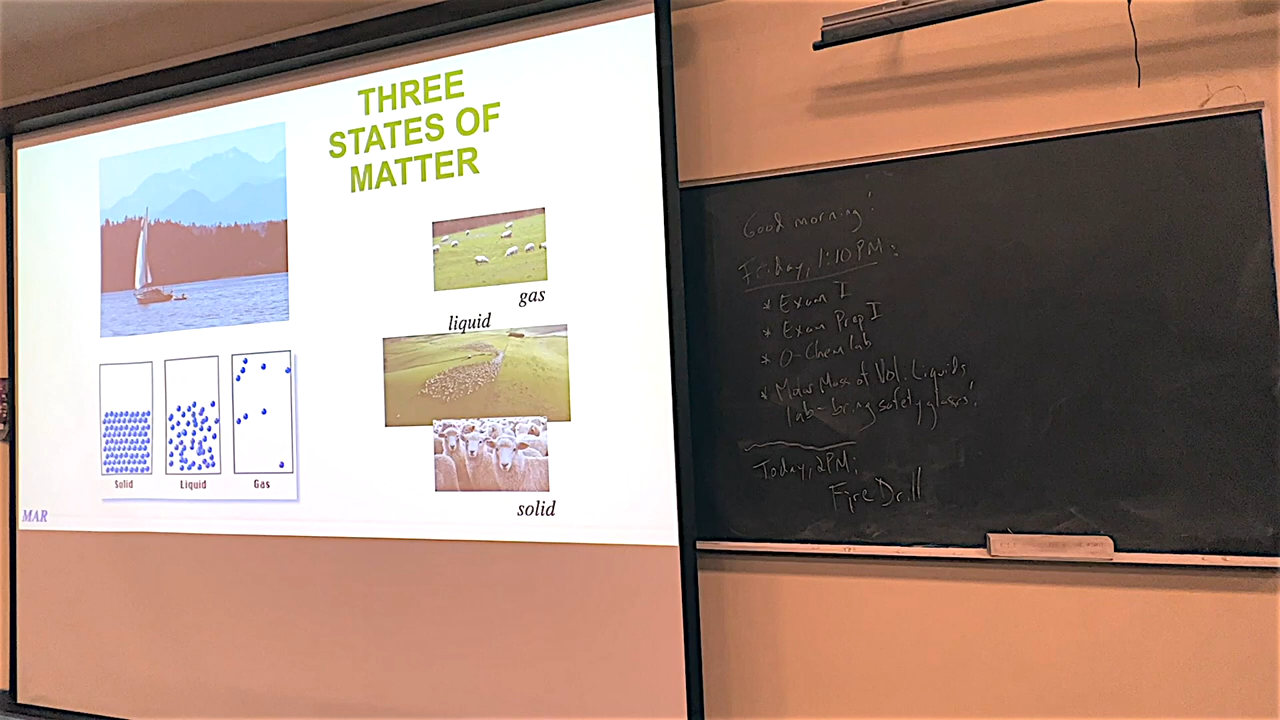 THREE
STATES OF
MATTER
gas
liquid
solid
Solid
Liquid
Gas
MAR
Good morning!
Friday, 1:10 PM:
* Exam I
* Exam Prep I
* O-Chem lab
* Molar Mass of Vol. Liquids
lab - bring safety glasses!
Today, 2PM:
Fire Drill